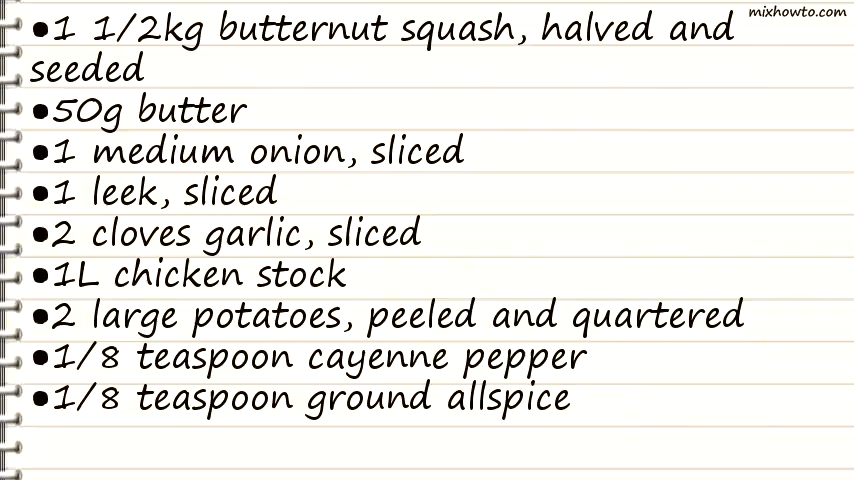 mixhowto.com
•1 1/2kg butternut squash, halved and
seeded
•50g butter
•1 medium onion, sliced
•1 leek, sliced
•2 cloves garlic, sliced
•1L chicken stock
•2 large potatoes, peeled and quartered
•1/8 teaspoon cayenne pepper
•1/8 teaspoon ground allspice